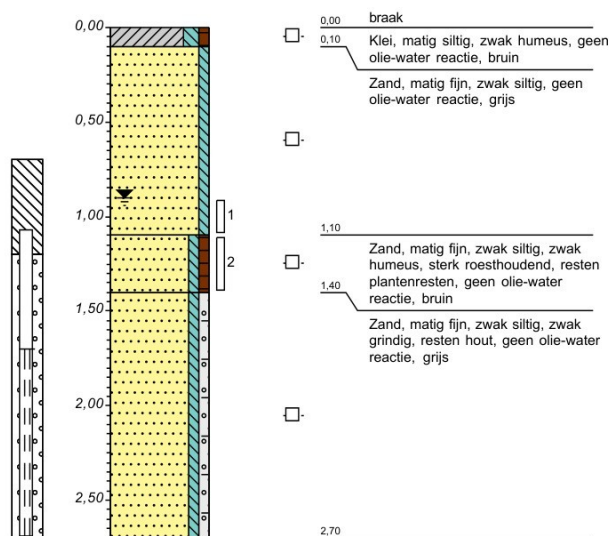 0,00
0,50
1,00
1,50
2,00
2,50
1
2
0,00
braak
0,10
Klei, matig siltig, zwak humeus, geen
olie-water reactie, bruin
Zand, matig fijn, zwak siltig, geen
olie-water reactie, grijs
1,10
Zand, matig fijn, zwak siltig, zwak
humeus, sterk roesthoudend, resten
plantenresten, geen olie-water
reactie, bruin
1,40
Zand, matig fijn, zwak siltig, zwak
grindig, resten hout, geen olie-water
reactie, grijs
2,70